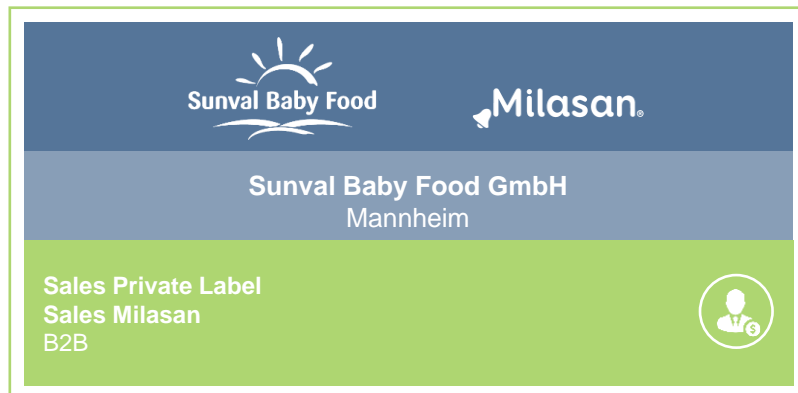 Sunval Baby Food
Milasan®
Sunval Baby Food GmbH
Mannheim
Sales Private Label
Sales Milasan
B2B
$